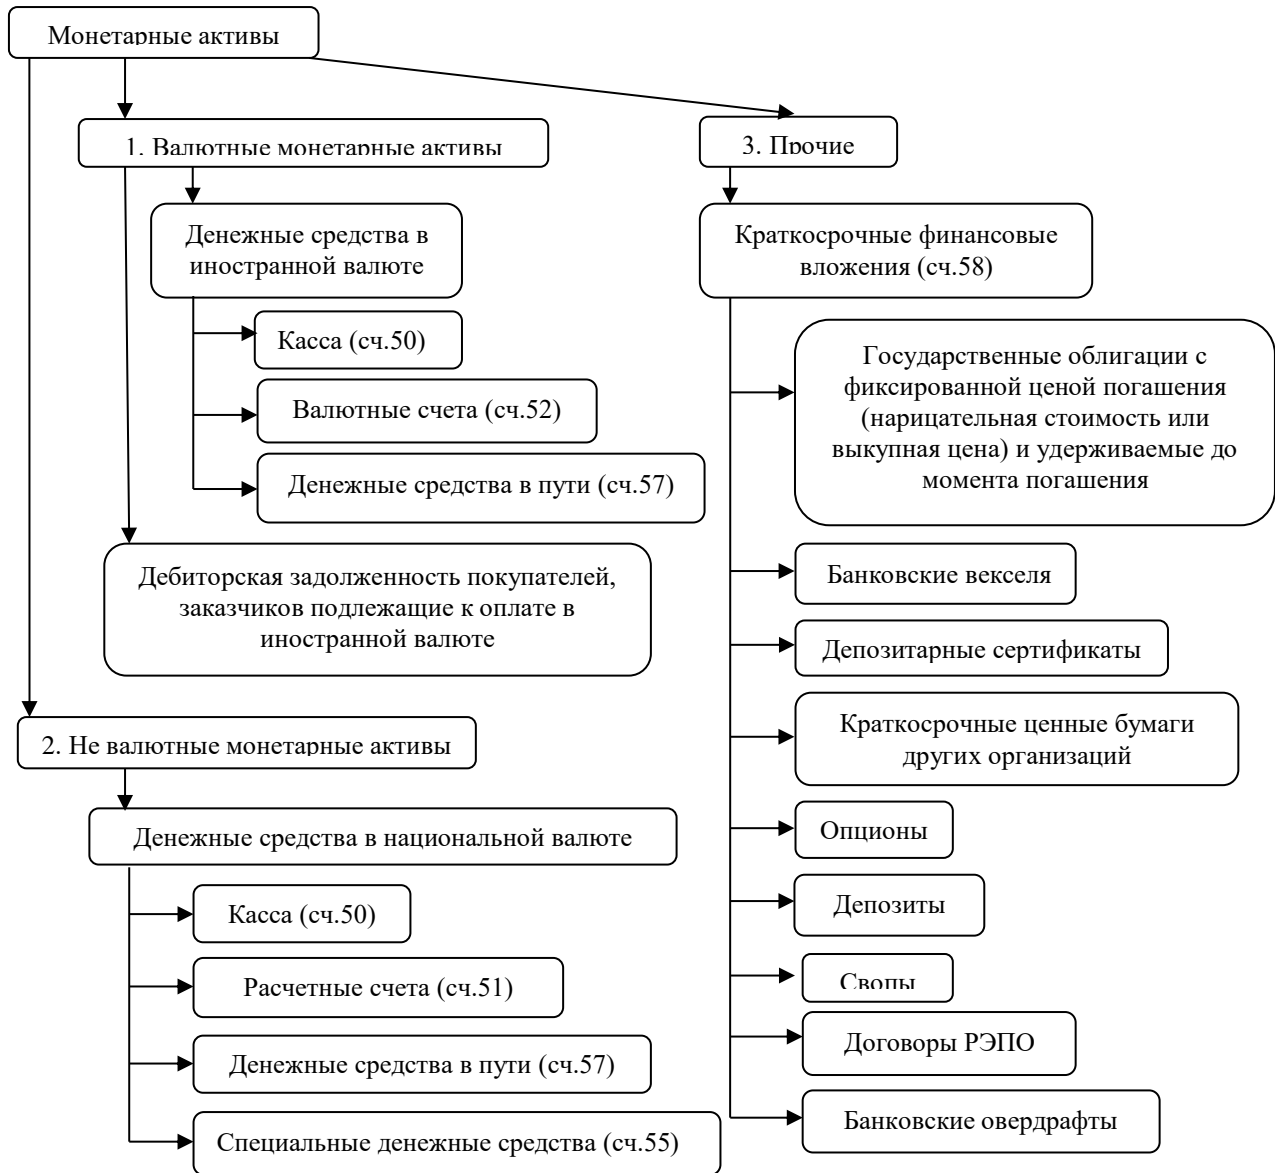 Монетарные активы
1. Валютные монетарные активы
Денежные средства в
иностранной валюте
Касса (сч.50)
Валютные счета (сч.52)
Денежные средства в пути (сч.57)
Дебиторская задолженность покупателей,
заказчиков подлежащие к оплате в
иностранной валюте
2. Не валютные монетарные активы
Денежные средства в национальной валюте
Касса (сч.50)
Расчетные счета (сч.51)
Денежные средства в пути (сч.57)
Специальные денежные средства (сч.55)
3. Прочие
Краткосрочные финансовые
вложения (сч.58)
Государственные облигации с
фиксированной ценой погашения
(нарицательная стоимость или
выкупная цена) и удерживаемые до
момента погашения
Банковские векселя
Депозитарные сертификаты
Краткосрочные ценные бумаги
других организаций
Опционы
Депозиты
Свопы
Договоры РЭПО
Банковские овердрафты